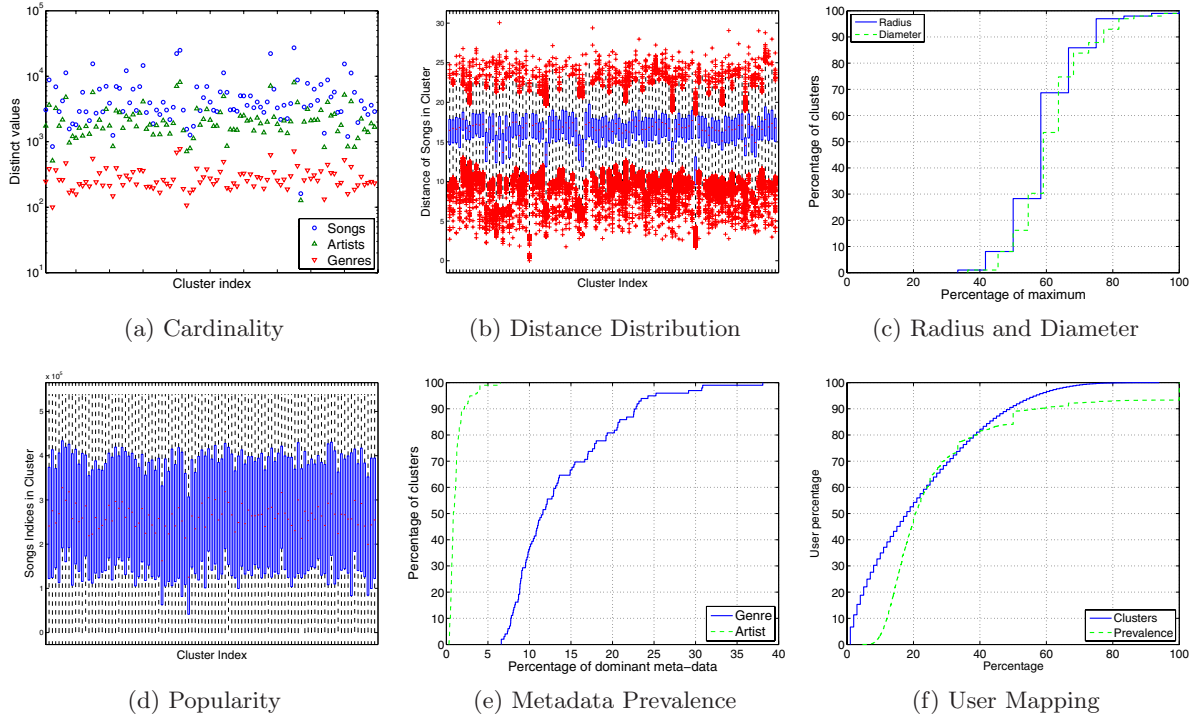 10^5
10^4
10^3
10^2
10^1
Distinct values
Songs
Artists
Genres
Cluster index
(a) Cardinality
30
25
20
15
10
5
0
Distance of Songs in Cluster
Cluster Index
(b) Distance Distribution
100
90
80
70
60
50
40
30
20
10
0
Percentage of clusters
Radius
Diameter
0 20 40 60 80 100
Percentage of maximum
(c) Radius and Diameter
x 10^5
5
4
3
2
1
0
Songs Indices in Cluster
Cluster Index
(d) Popularity
100
90
80
70
60
50
40
30
20
10
0
Percentage of clusters
Genre
Artist
0 5 10 15 20 25 30 35 40
Percentage of dominant meta-data
(e) Metadata Prevalence
100
90
80
70
60
50
40
30
20
10
0
User percentage
Clusters
Prevalence
0 20 40 60 80 100
Percentage
(f) User Mapping